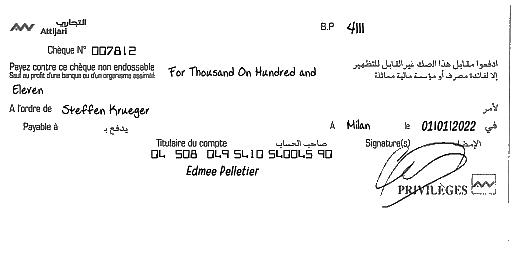 التجاري
Attijari
B.P 4111
Chèque N° 007812
Payez contre ce chèque non endossable
ادفعوا مقابل هذا الصك غير القابل للتظهير
Sauf au profit d'une banque ou d'un organisme assimilé
For Thousand On Hundred and
إلا لفائدة مصرف أو مؤسسة مالية مماثلة
Eleven
A l'ordre de Steffen Krueger
لأمر
Payable à يدفع بـ
A Milan le 01/01/2022 في
Titulaire du compte صاحب الحساب
Signature(s) الإمضاء
04 508 049 5410 540045 90
Edmee Pelletier
PRIVILÈGES